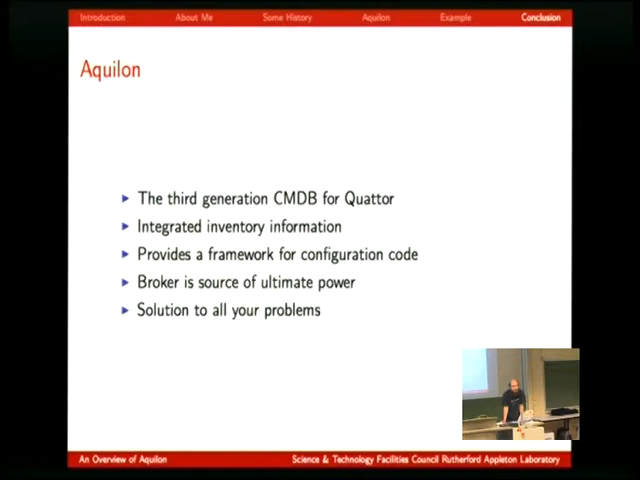 Introduction About Me Some History Aquilon Example Conclusion
Aquilon
The third generation CMDB for Quattor
Integrated inventory information
Provides a framework for configuration code
Broker is source of ultimate power
Solution to all your problems
An Overview of Aquilon Science & Technology Facilities Council Rutherford Appleton Laboratory